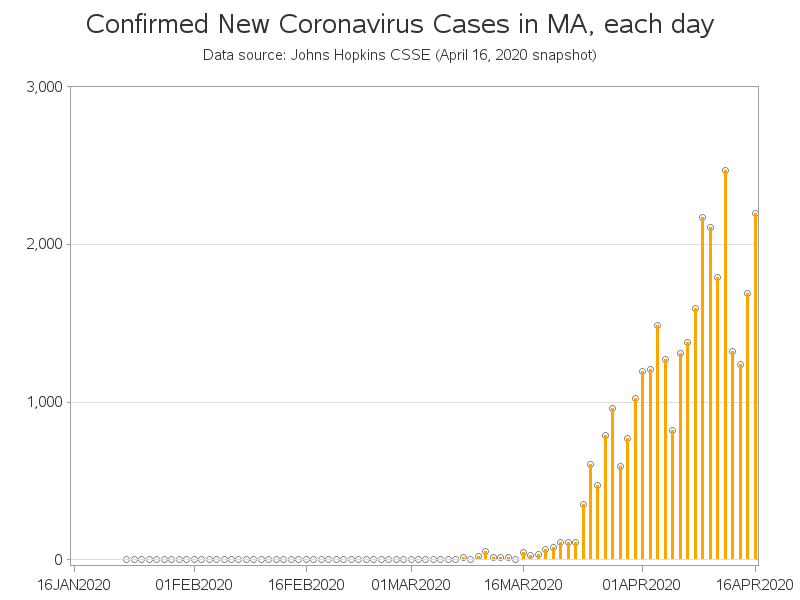 Confirmed New Coronavirus Cases in MA, each day
Data source: Johns Hopkins CSSE (April 16, 2020 snapshot)
3,000
2,000
1,000
0
16JAN2020 01FEB2020 16FEB2020 01MAR2020 16MAR2020 01APR2020 16APR2020